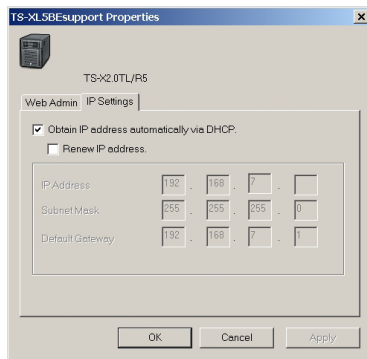 TS-XL5BEsupport Properties
TS-X2.0TL/R5
Web Admin IP Settings
Obtain IP address automatically via DHCP.
Renew IP address.
IP Address 192 . 168 . 7 .
Subnet Mask 255 . 255 . 255 . 0
Default Gateway 192 . 168 . 7 . 1
OK Cancel Apply